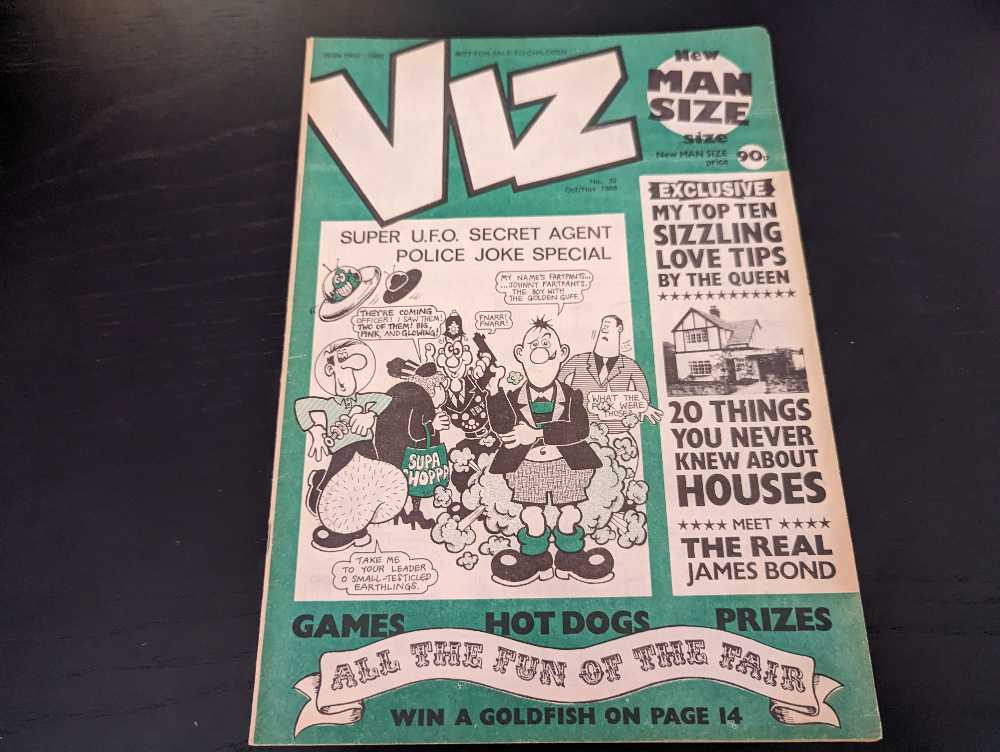 NOT FOR SALE TO CHILDREN
VIZ
New
MAN
SIZE
size
New MAN SIZE
price
90p
Oct/Nov 1988
EXCLUSIVE
MY TOP TEN
SIZZLING
LOVE TIPS
BY THE QUEEN
20 THINGS
YOU NEVER
KNEW ABOUT
HOUSES
MEET
THE REAL
JAMES BOND
SUPER U.F.O. SECRET AGENT
POLICE JOKE SPECIAL
MY NAME'S FARTPANTS...
...JOHNNY FARTPANTS.
THE BOY WITH
THE GOLDEN GUFF.
THEY'RE COMING
OFFICER! I SAW THEM!
TWO OF THEM! BIG,
PINK, AND GLOWING!
FNARR!
FNARR!
WHAT THE
WERE
THOSE
SUPA
SHOPPA
TAKE ME
TO YOUR LEADER
O SMALL-TESTICLED
EARTHLINGS.
GAMES HOT DOGS PRIZES
ALL THE FUN OF THE FAIR
WIN A GOLDFISH ON PAGE 14